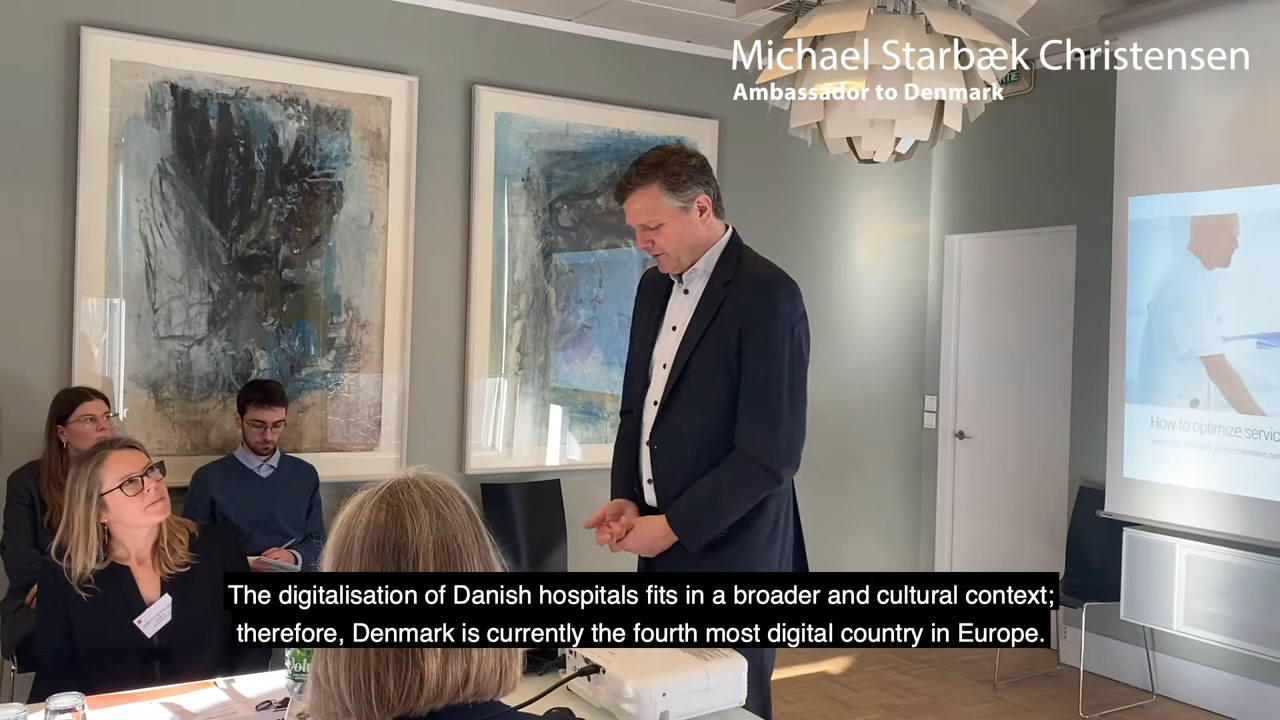 Michael Starbæk Christensen
Ambassador to Denmark
How to optimize servic
The digitalisation of Danish hospitals fits in a broader and cultural context;
therefore, Denmark is currently the fourth most digital country in Europe.